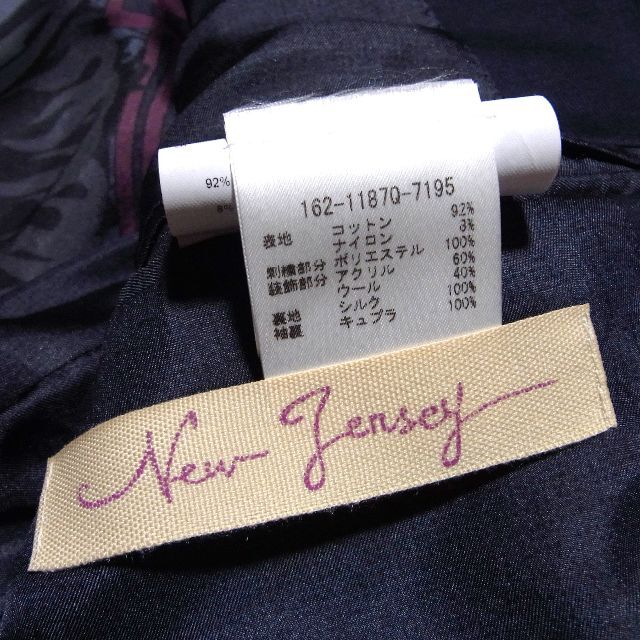 92%
162-11870-7195
表地 コットン 92%
ナイロン 3%
刺繍部分 ポリエステル 100%
装飾部分 アクリル 60%
ウール 40%
裏地 シルク 100%
袖裏 キュプラ 100%
New Jersey